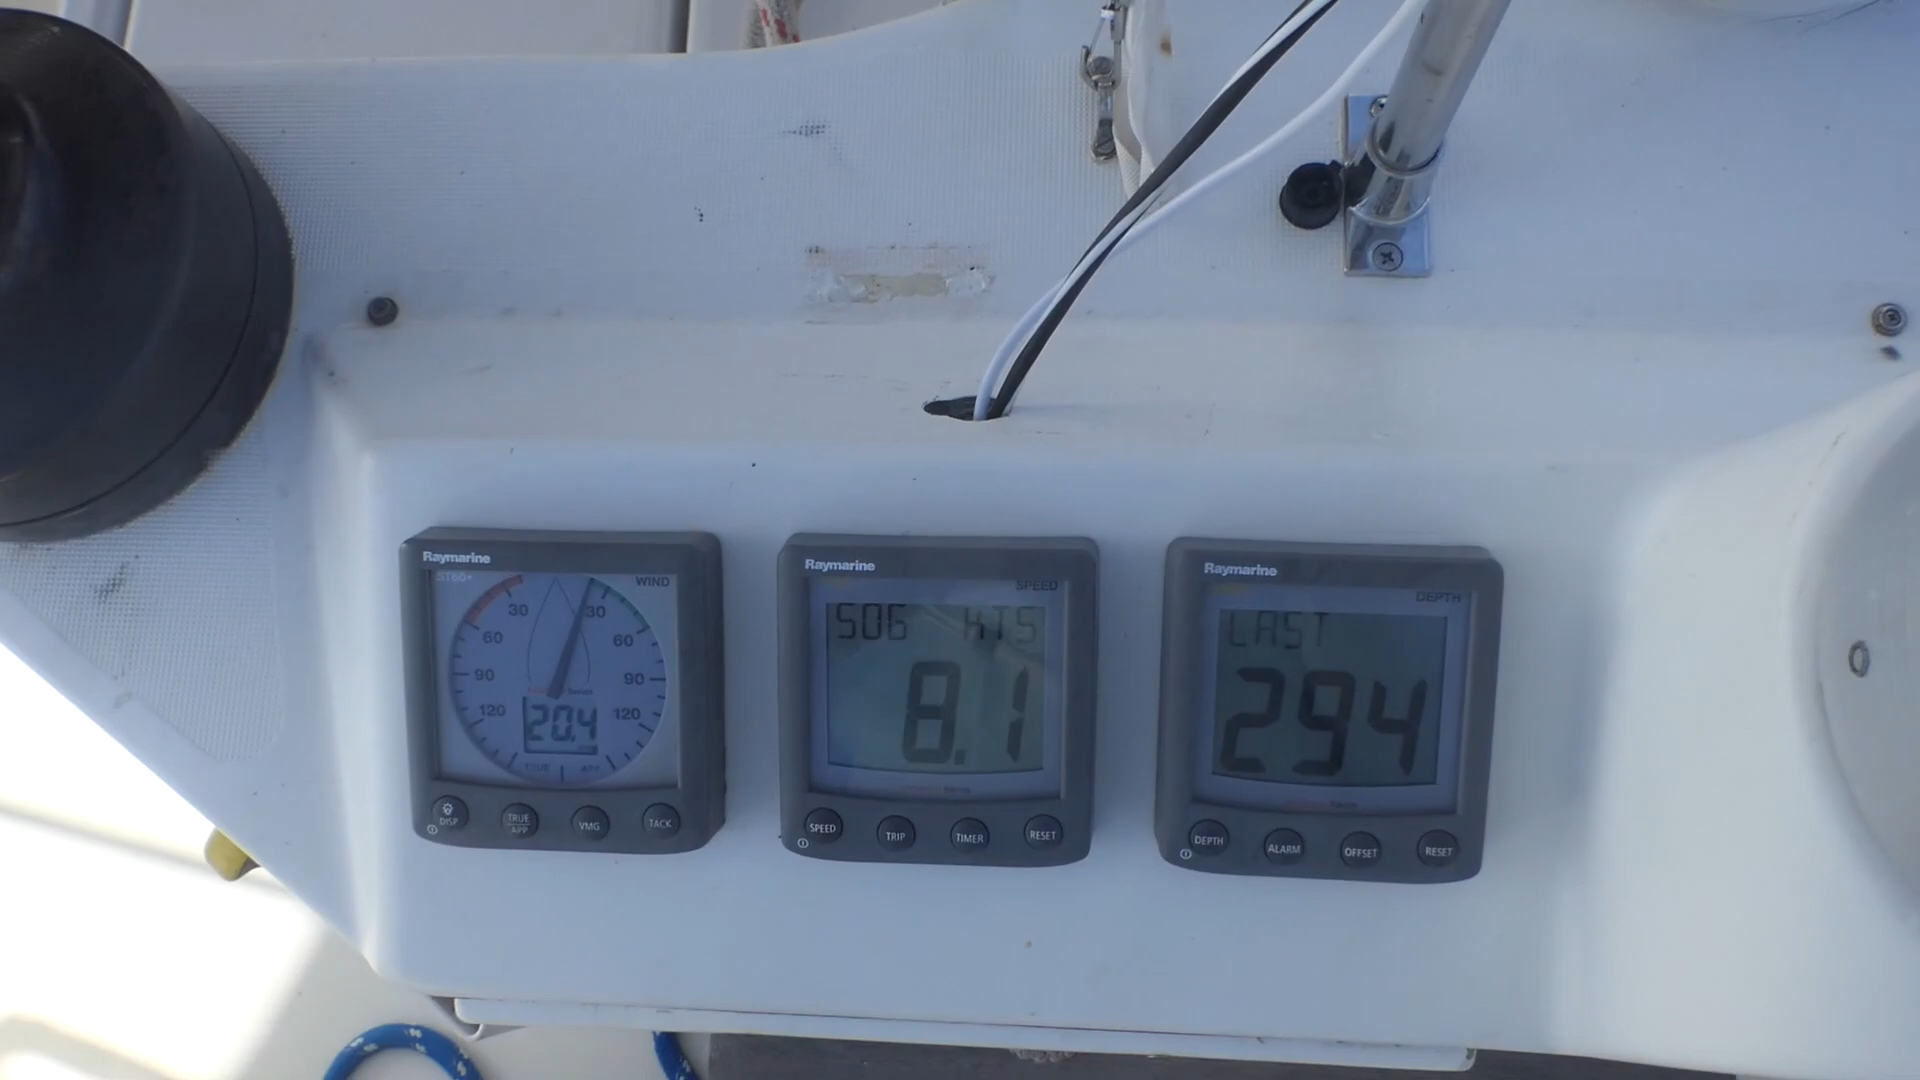 Raymarine
ST60+
WIND
30
30
60
60
90
90
120
120
20.4
TRUE
APP
DISP
TRUE
APP
VMG
TACK
Raymarine
SPEED
SOG KTS
8.1
SPEED
TRIP
TIMER
RESET
Raymarine
DEPTH
LAST
294
DEPTH
ALARM
OFFSET
RESET